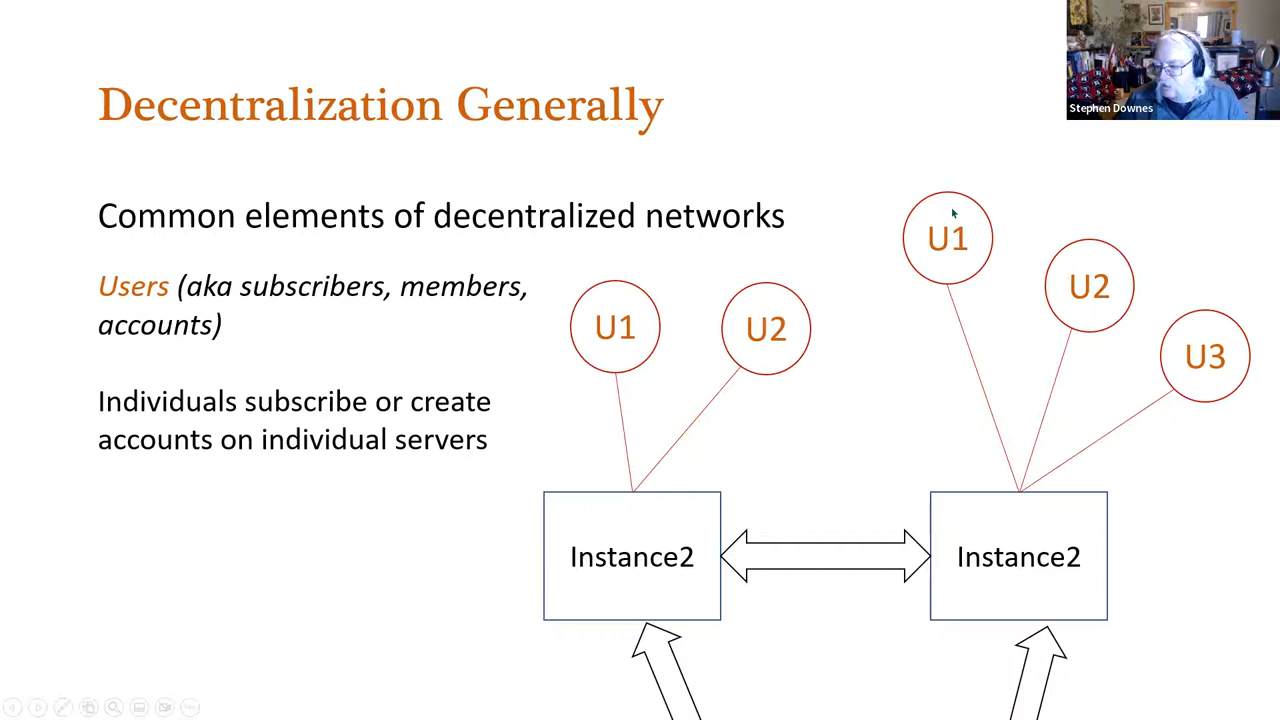 Decentralization Generally
Stephen Downes
Common elements of decentralized networks
Users (aka subscribers, members,
accounts)
Individuals subscribe or create
accounts on individual servers
U1
U2
U1
U2
U3
Instance2
Instance2